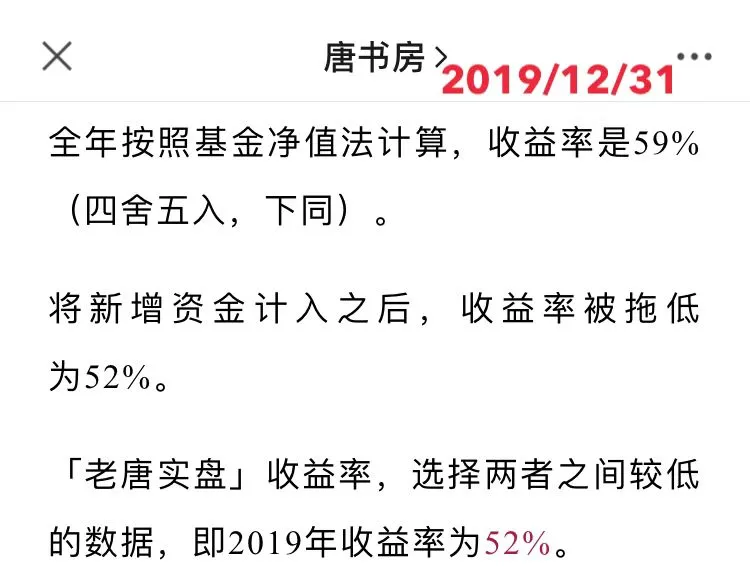 唐书房
2019/12/31
全年按照基金净值法计算，收益率是59%
（四舍五入，下同）。
将新增资金计入之后，收益率被拖低
为52%。
「老唐实盘」收益率，选择两者之间较低
的数据，即2019年收益率为52%。